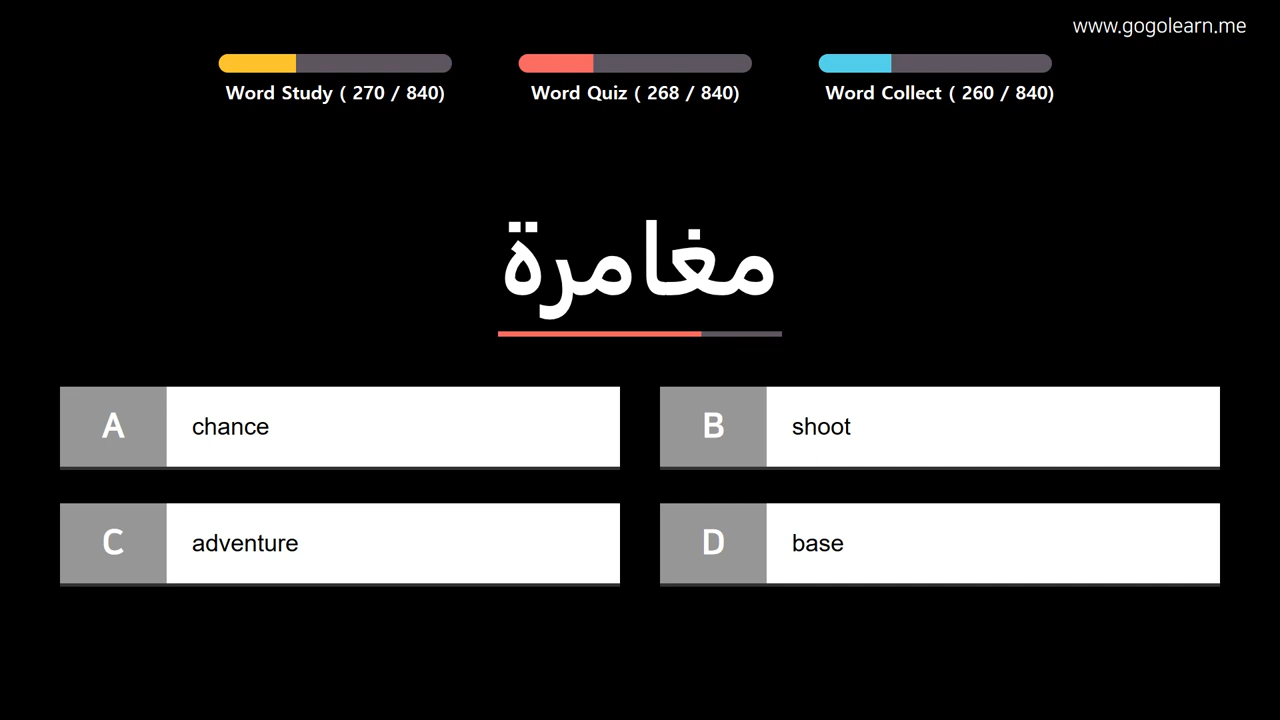 www.gogolearn.me
Word Study ( 270 / 840)
Word Quiz ( 268 / 840)
Word Collect ( 260 / 840)
مغامرة
A chance
B shoot
C adventure
D base